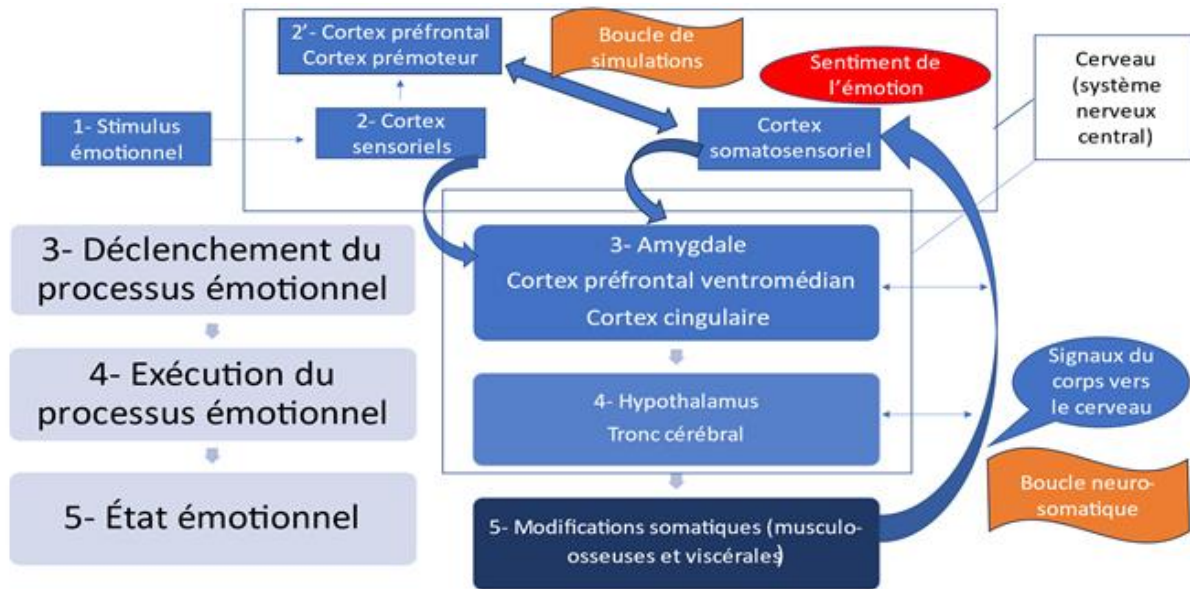 2'- Cortex préfrontal
Cortex prémoteur
Boucle de
simulations
Sentiment de
l'émotion
Cerveau
(système
nerveux
central)
1- Stimulus
émotionnel
2- Cortex
sensoriels
Cortex
somatosensoriel
3- Déclenchement du
processus émotionnel
3- Amygdale
Cortex préfrontal ventromédian
Cortex cingulaire
4- Exécution du
processus émotionnel
4- Hypothalamus
Tronc cérébral
Signaux du
corps vers
le cerveau
Boucle neuro-
somatique
5- État émotionnel
5- Modifications somatiques (musculo-
osseuses et viscérales)